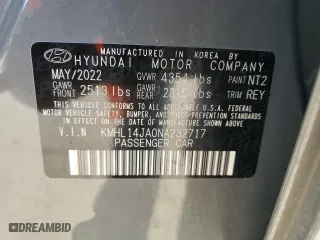 MANUFACTURED IN KOREA BY
HYUNDAI MOTOR COMPANY
MAY/2022 GVWR 4354 lbs PAINT NT2
GAWR FRONT 2513 lbs GAWR REAR lbs TRIM REY
THIS VEHICLE CONFORMS TO ALL APPLICABLE
FEDERAL MOTOR VEHICLE SAFETY, BUMPER, AND
THEFT PREVENTION STANDARDS IN EFFECT ON
THE DATE OF MANUFACTURE SHOWN ABOVE.
V.I.N KMHL14JA0NA232717
PASSENGER CAR